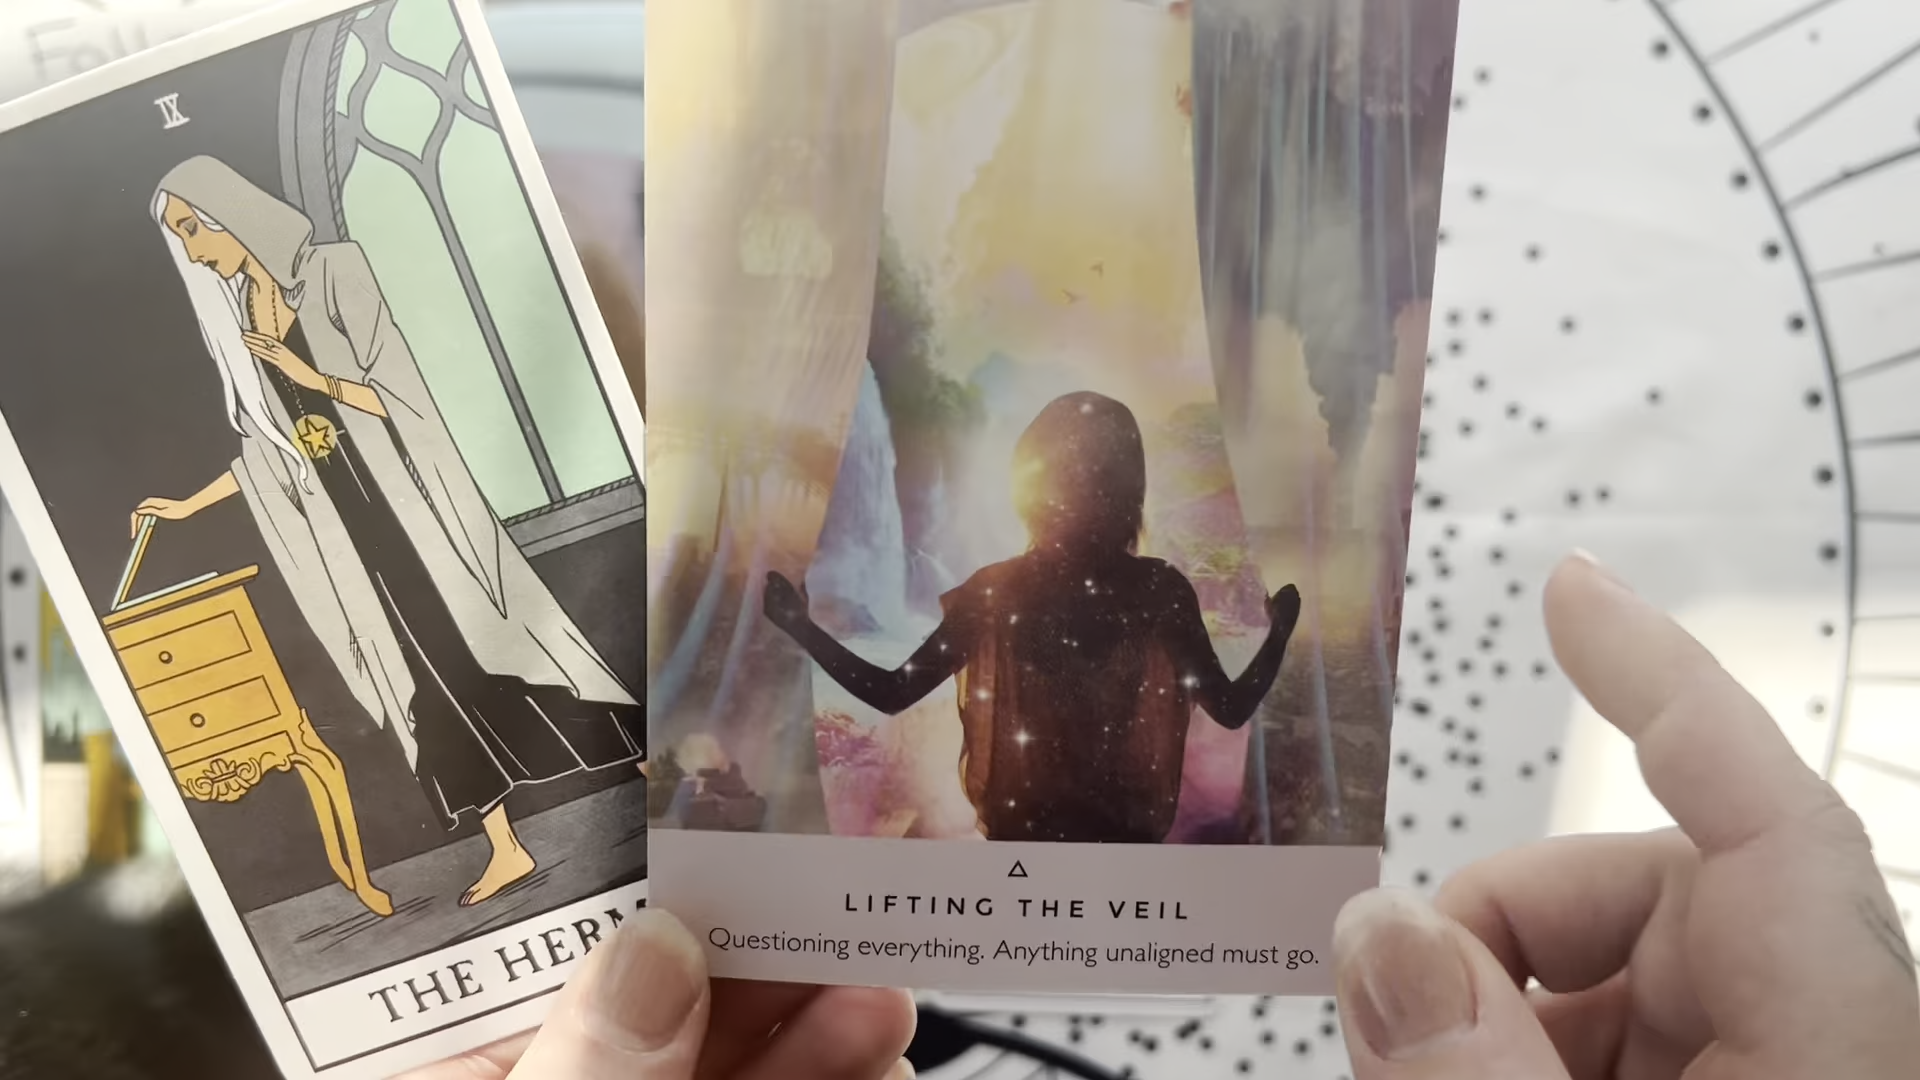 IX
THE HERM
LIFTING THE VEIL
Questioning everything. Anything unaligned must go.